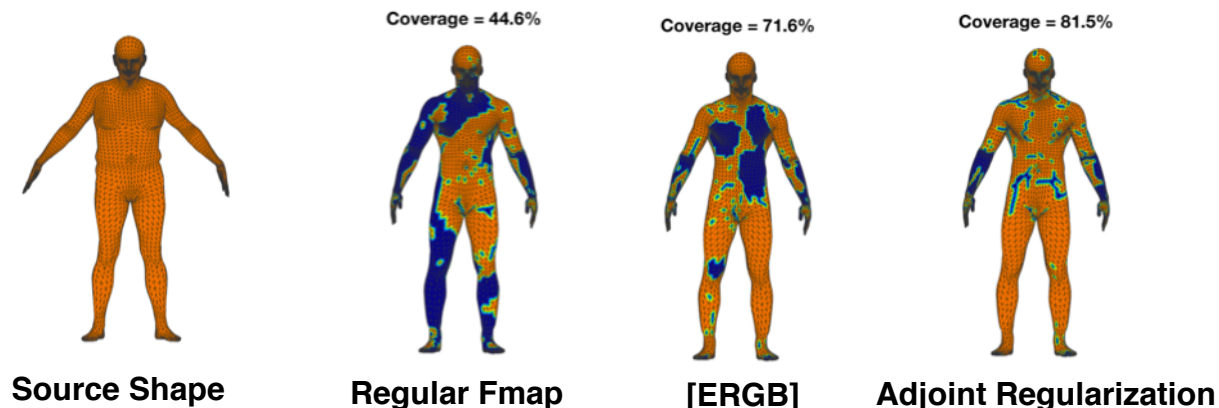 Coverage = 44.6%
Coverage = 71.6%
Coverage = 81.5%
Source Shape
Regular Fmap
[ERGB]
Adjoint Regularization